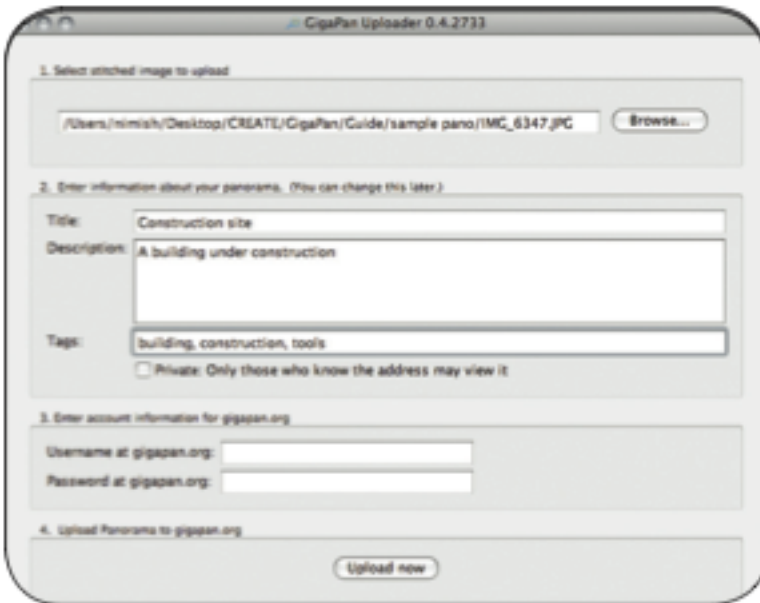 GigaPan Uploader 0.4.2733
1. Select stitched image to upload
/Users/nimish/Desktop/CREATE/GigaPan/Guide/sample pano/IMG_6347.JPG Browse...
2. Enter information about your panorama. (You can change this later.)
Title: Construction site
Description: A building under construction
Tags: building, construction, tools
Private: Only those who know the address may view it
3. Enter account information for gigapan.org
Username at gigapan.org:
Password at gigapan.org:
4. Upload Panorama to gigapan.org
Upload now